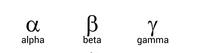 α β γ
alpha beta gamma